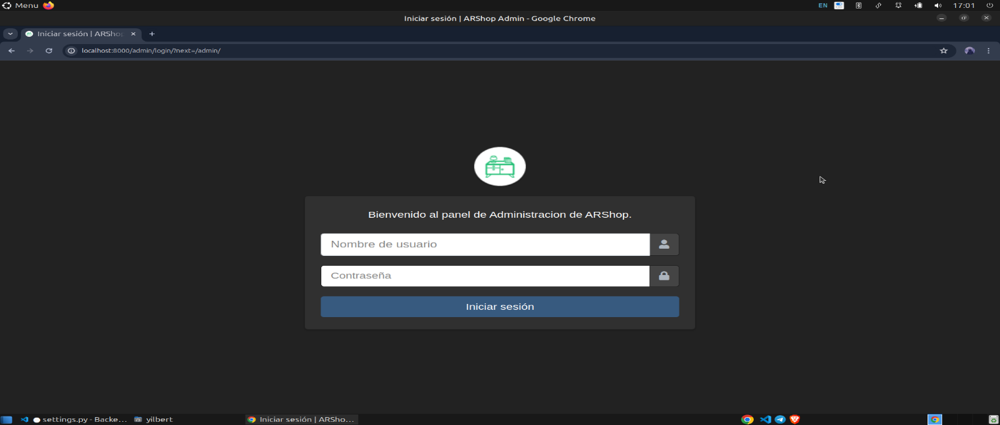 Menu
EN
17:01
Iniciar sesión | ARShop Admin - Google Chrome
Iniciar sesión | ARShop
localhost:8000/admin/login/?next=/admin/
Bienvenido al panel de Administracion de ARShop.
Nombre de usuario
Contraseña
Iniciar sesión
settings.py - Backe...
yilbert
Iniciar sesión | ARSho...